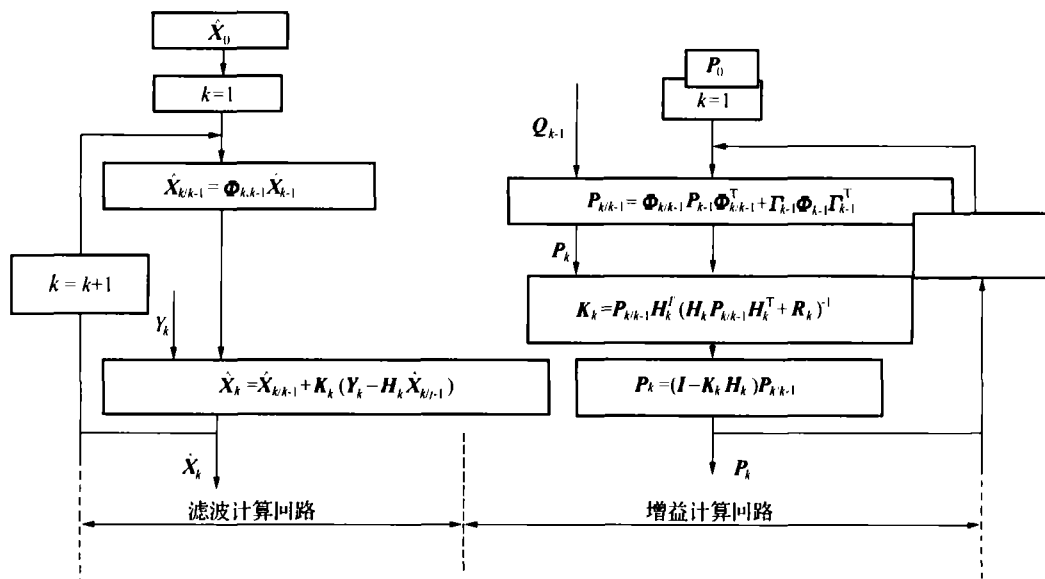 X̂₀
k=1
X̂ₖ/ₖ₋₁ = Φₖ,ₖ₋₁X̂ₖ₋₁
k = k+1
Yₖ
X̂ₖ = X̂ₖ/ₖ₋₁ + Kₖ(Yₖ − HₖX̂ₖ/ₜ₋₁)
X̂ₖ
滤波计算回路
P₀
k=1
Qₖ₋₁
Pₖ/ₖ₋₁ = Φₖ/ₖ₋₁Pₖ₋₁Φᵀₖ/ₖ₋₁ + Γₖ₋₁Φₖ₋₁Γᵀₖ₋₁
Pₖ
Kₖ = Pₖ/ₖ₋₁Hₖᵀ(HₖPₖ/ₖ₋₁Hₖᵀ + Rₖ)⁻¹
Pₖ = (I − KₖHₖ)Pₖ/ₖ₋₁
Pₖ
增益计算回路